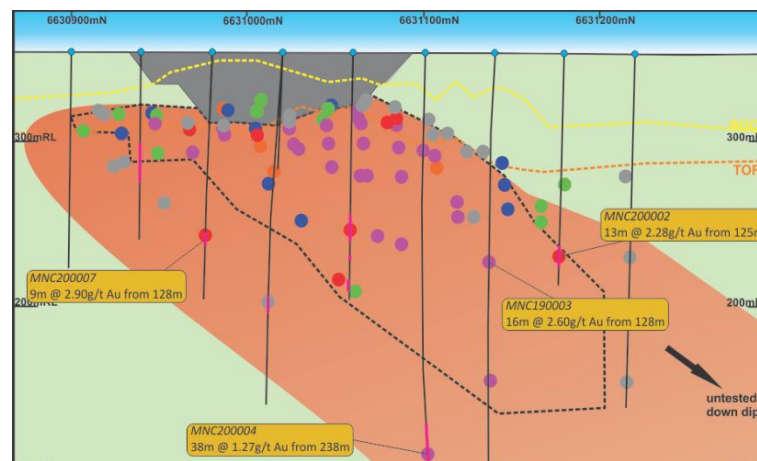 6630900mN 6631000mN 6631100mN 6631200mN
300mRL
300m
TOF
MNC200002
13m @ 2.28g/t Au from 125m
MNC200007
9m @ 2.90g/t Au from 128m
MNC190003
16m @ 2.60g/t Au from 128m
200mRL
200m
untested
down dip
MNC200004
38m @ 1.27g/t Au from 238m